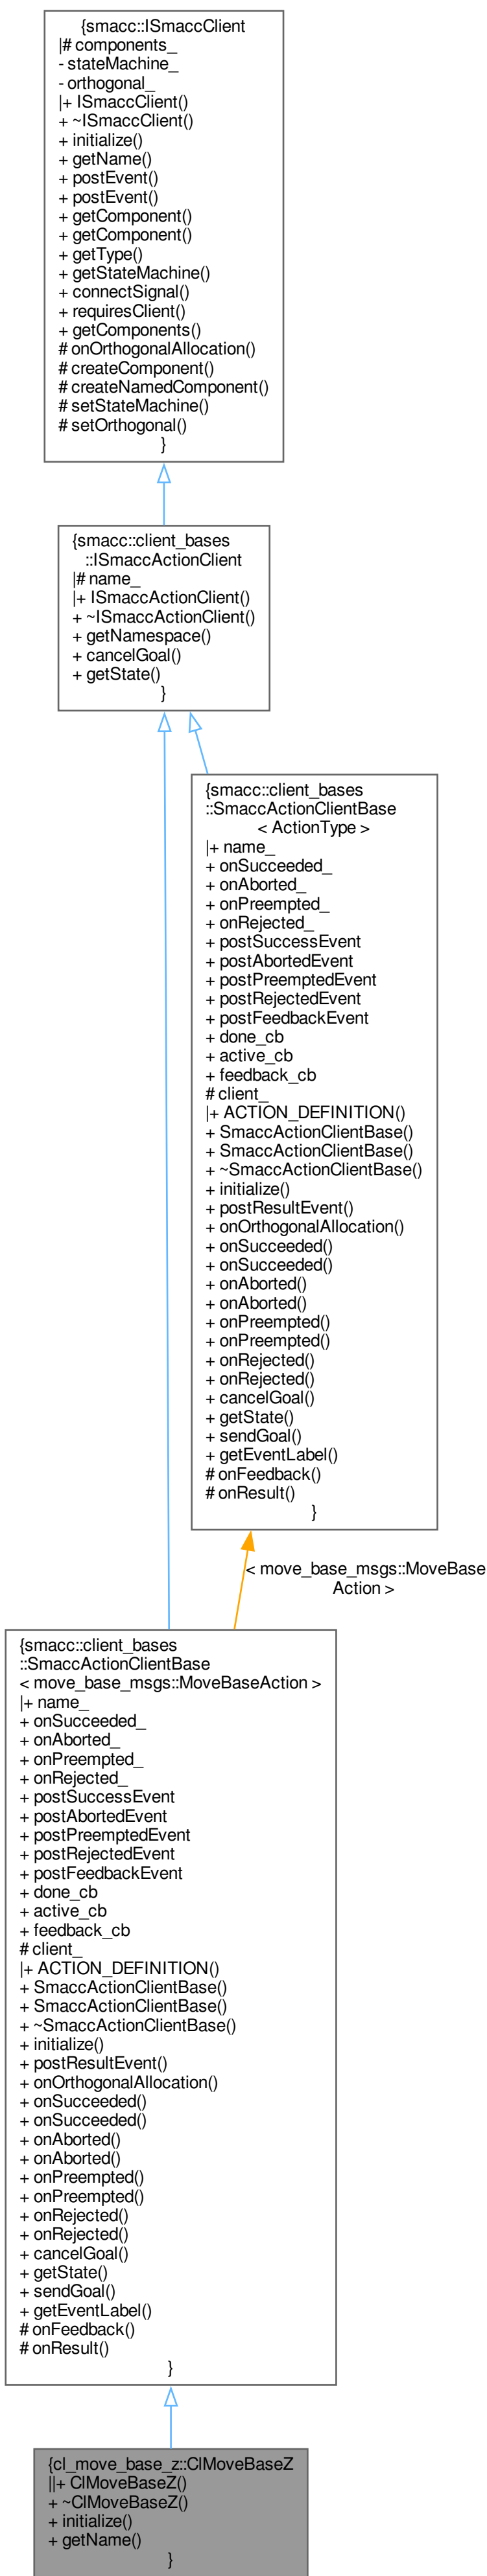 {smacc::ISmaccClient
|# components_
- stateMachine_
- orthogonal_
|+ ISmaccClient()
+ ~ISmaccClient()
+ initialize()
+ getName()
+ postEvent()
+ postEvent()
+ getComponent()
+ getComponent()
+ getType()
+ getStateMachine()
+ connectSignal()
+ requiresClient()
+ getComponents()
# onOrthogonalAllocation()
# createComponent()
# createNamedComponent()
# setStateMachine()
# setOrthogonal()
}
{smacc::client_bases
::ISmaccActionClient
|# name_
|+ ISmaccActionClient()
+ ~ISmaccActionClient()
+ getNamespace()
+ cancelGoal()
+ getState()
}
{smacc::client_bases
::SmaccActionClientBase
< ActionType >
|+ name_
+ onSucceeded_
+ onAborted_
+ onPreempted_
+ onRejected_
+ postSuccessEvent
+ postAbortedEvent
+ postPreemptedEvent
+ postRejectedEvent
+ postFeedbackEvent
+ done_cb
+ active_cb
+ feedback_cb
# client_
|+ ACTION_DEFINITION()
+ SmaccActionClientBase()
+ SmaccActionClientBase()
+ ~SmaccActionClientBase()
+ initialize()
+ postResultEvent()
+ onOrthogonalAllocation()
+ onSucceeded()
+ onSucceeded()
+ onAborted()
+ onAborted()
+ onPreempted()
+ onPreempted()
+ onRejected()
+ onRejected()
+ cancelGoal()
+ getState()
+ sendGoal()
+ getEventLabel()
# onFeedback()
# onResult()
}
< move_base_msgs::MoveBase
Action >
{smacc::client_bases
::SmaccActionClientBase
< move_base_msgs::MoveBaseAction >
|+ name_
+ onSucceeded_
+ onAborted_
+ onPreempted_
+ onRejected_
+ postSuccessEvent
+ postAbortedEvent
+ postPreemptedEvent
+ postRejectedEvent
+ postFeedbackEvent
+ done_cb
+ active_cb
+ feedback_cb
# client_
|+ ACTION_DEFINITION()
+ SmaccActionClientBase()
+ SmaccActionClientBase()
+ ~SmaccActionClientBase()
+ initialize()
+ postResultEvent()
+ onOrthogonalAllocation()
+ onSucceeded()
+ onSucceeded()
+ onAborted()
+ onAborted()
+ onPreempted()
+ onPreempted()
+ onRejected()
+ onRejected()
+ cancelGoal()
+ getState()
+ sendGoal()
+ getEventLabel()
# onFeedback()
# onResult()
}
{cl_move_base_z::ClMoveBaseZ
||+ ClMoveBaseZ()
+ ~ClMoveBaseZ()
+ initialize()
+ getName()
}